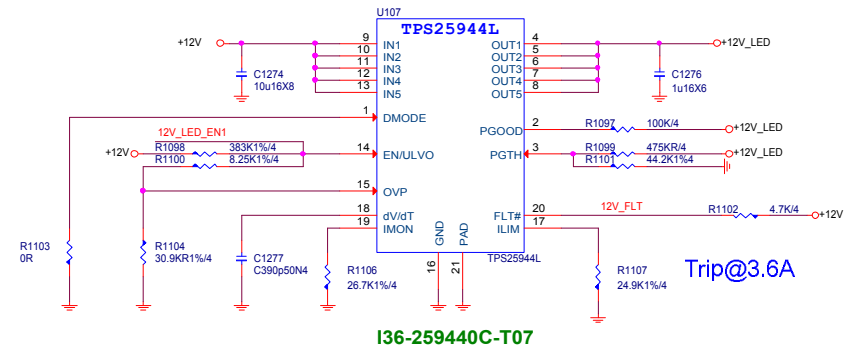 U107
TPS25944L
+12V
9
IN1
10
IN2
11
IN3
12
IN4
13
IN5
C1274
10u16X8
OUT1
4
OUT2
5
OUT3
6
OUT4
7
OUT5
8
+12V_LED
C1276
1u16X6
1
DMODE
PGOOD
2
R1097
100K/4
+12V_LED
12V_LED_EN1
+12V
R1098
383K1%/4
R1100
8.25K1%/4
14
EN/ULVO
PGTH
3
R1099
475KR/4
+12V_LED
R1101
44.2K1%4
15
OVP
18
dV/dT
19
IMON
FLT#
20
12V_FLT
R1102
4.7K/4
+12V
ILIM
17
GND
PAD
16
21
TPS25944L
R1103
0R
R1104
30.9KR1%/4
C1277
C390p50N4
R1106
26.7K1%/4
R1107
24.9K1%/4
Trip@3.6A
I36-259440C-T07